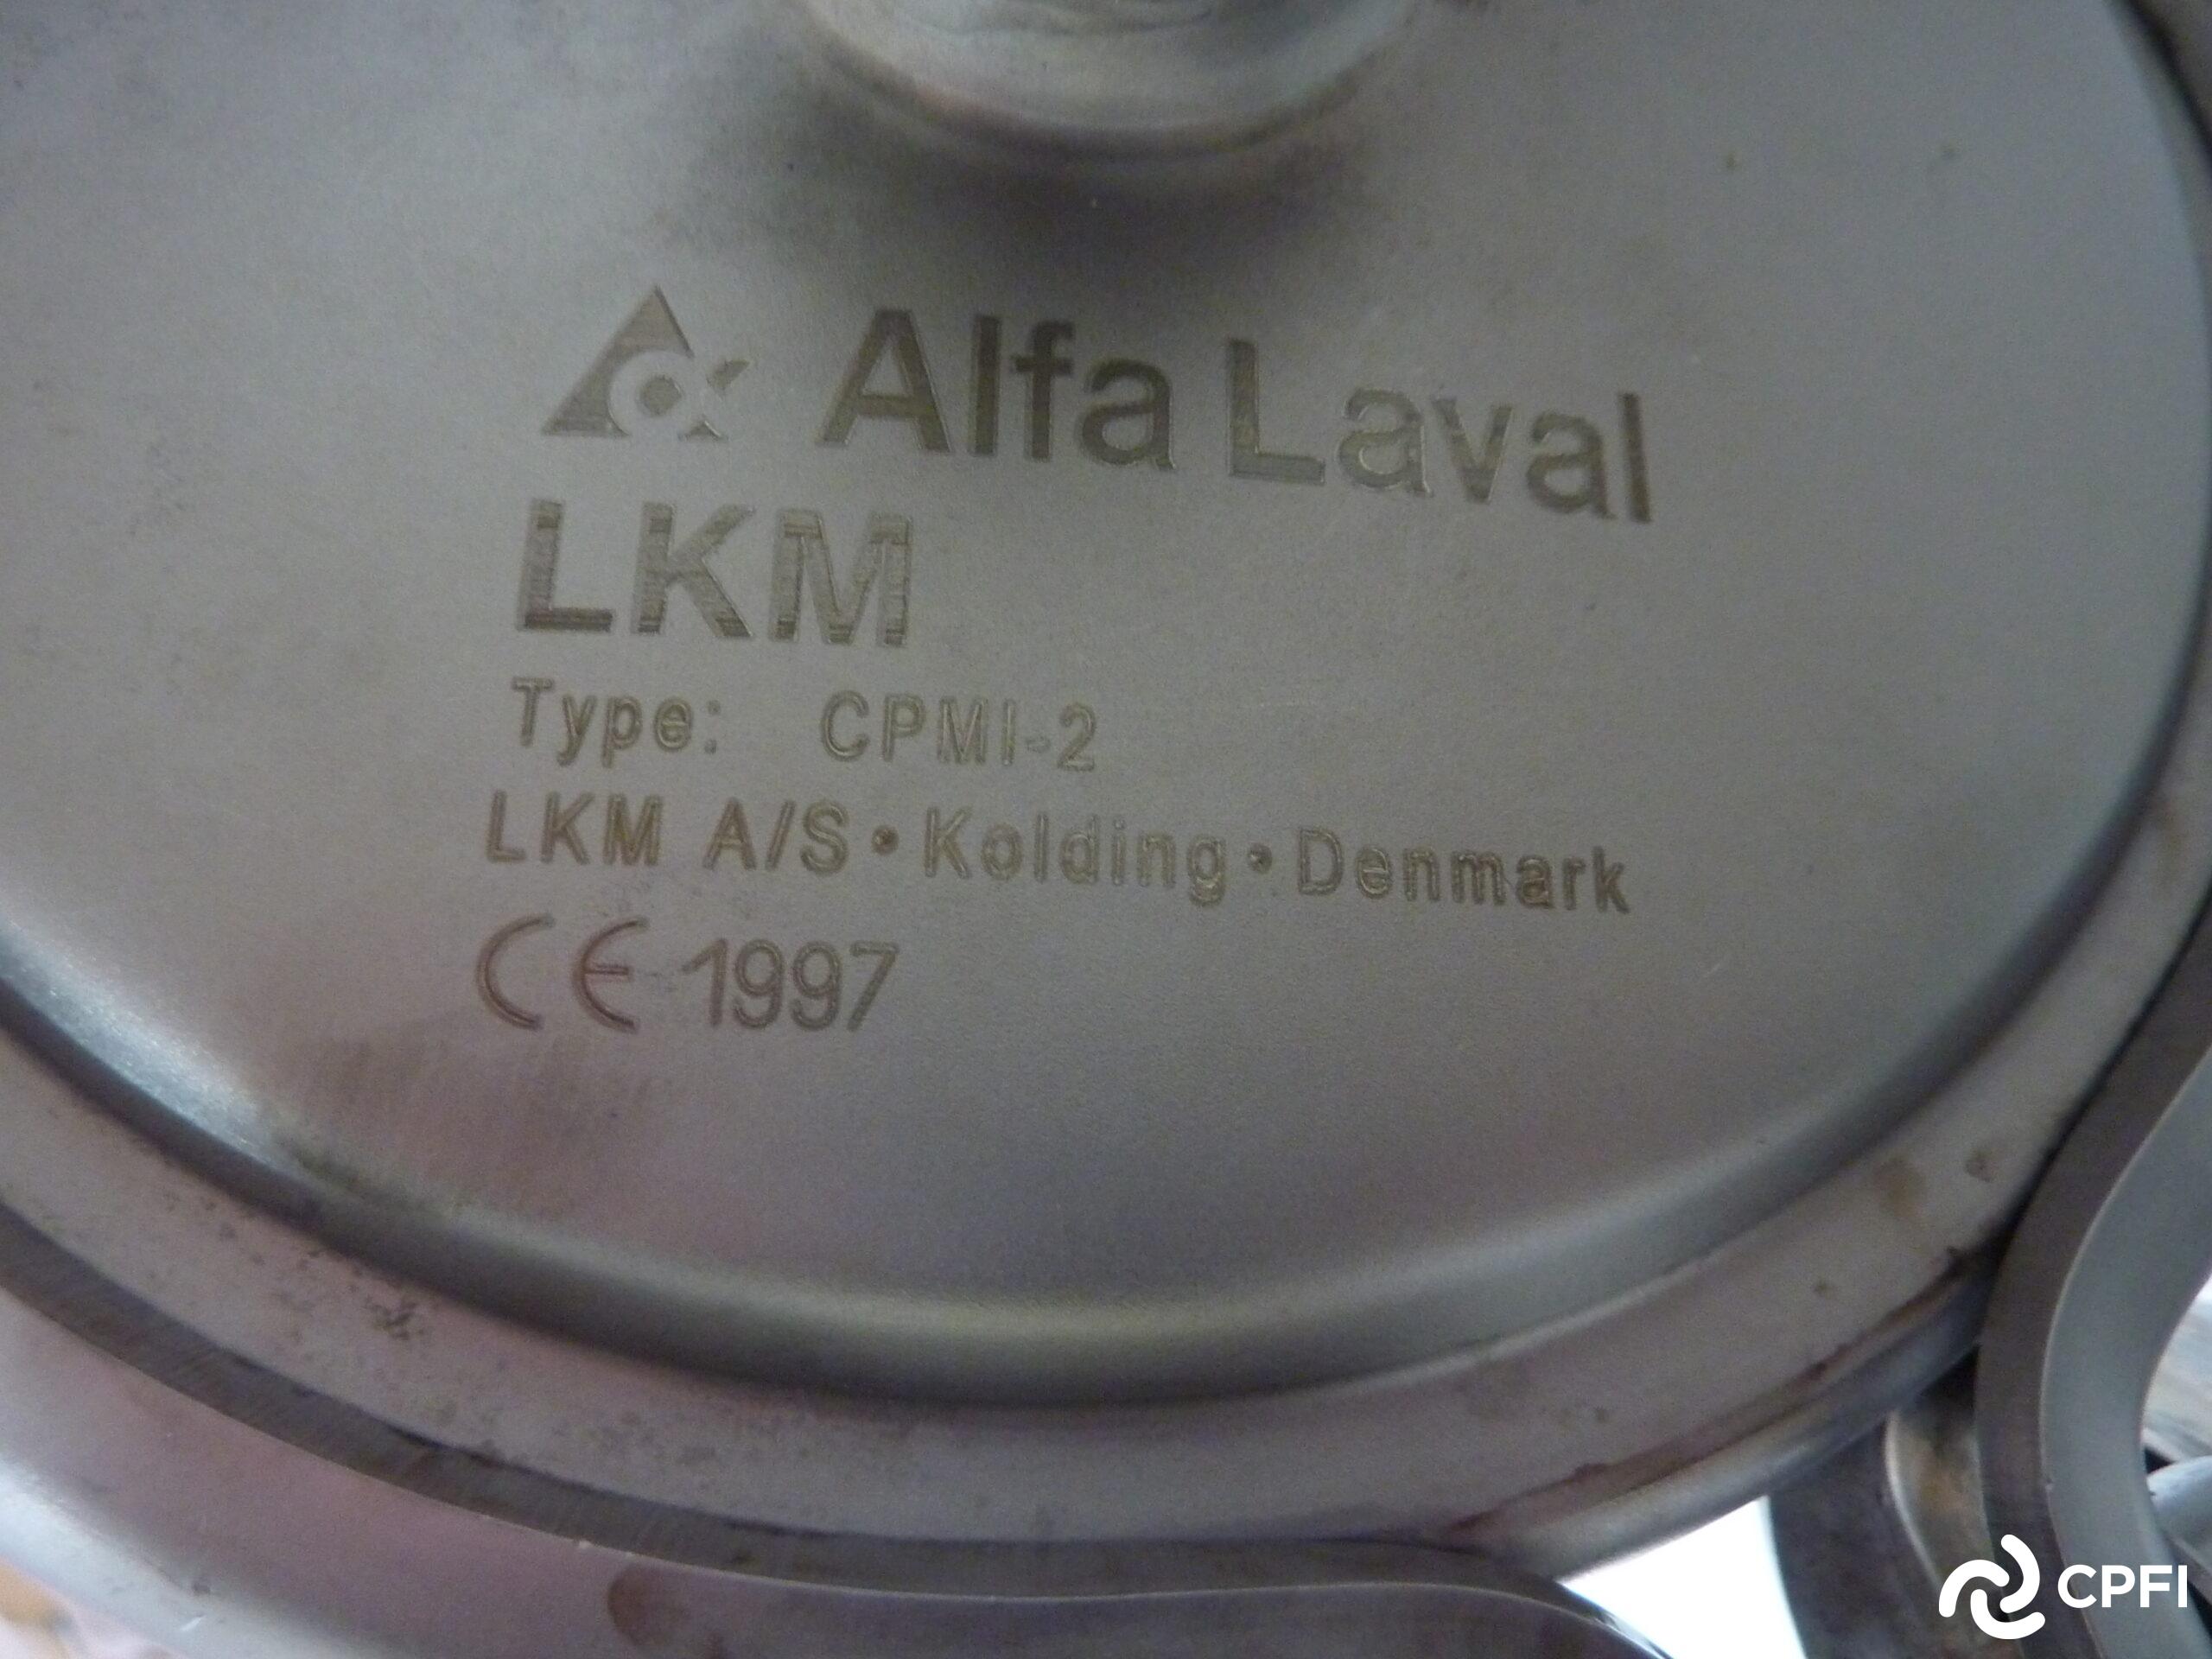 Alfa Laval
LKM
Type: CPMI-2
LKM A/S • Kolding • Denmark
CE 1997
CPFI